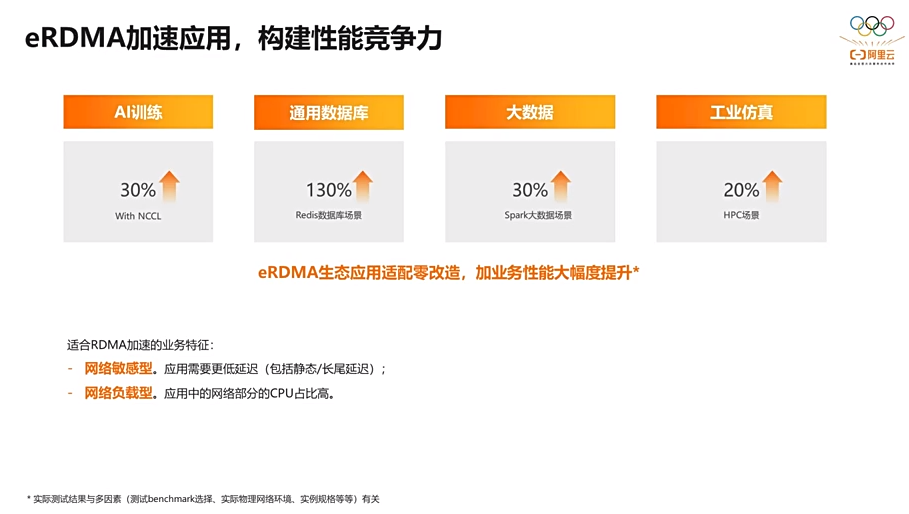 eRDMA加速应用，构建性能竞争力
阿里云
AI训练
通用数据库
大数据
工业仿真
30%
130%
30%
20%
With NCCL
Redis数据库场景
Spark大数据场景
HPC场景
eRDMA生态应用适配零改造，加业务性能大幅度提升*
适合RDMA加速的业务特征：
- 网络敏感型。应用需要更低延迟（包括静态/长尾延迟）；
- 网络负载型。应用中的网络部分的CPU占比高。
* 实际测试结果与多因素（测试benchmark选择、实际物理网络环境、实例规格等等）有关